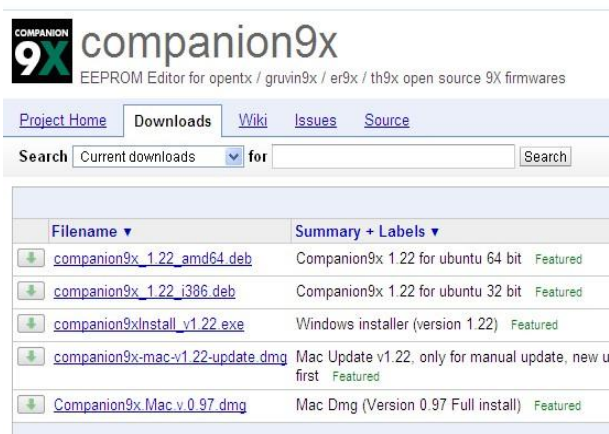 COMPANION
9X
companion9x
EEPROM Editor for opentx / gruvin9x / er9x / th9x open source 9X firmwares
Project Home Downloads Wiki Issues Source
Search Current downloads for Search
Filename ▼ Summary + Labels ▼
companion9x_1.22_amd64.deb Companion9x 1.22 for ubuntu 64 bit Featured
companion9x_1.22_i386.deb Companion9x 1.22 for ubuntu 32 bit Featured
companion9xInstall_v1.22.exe Windows installer (version 1.22) Featured
companion9x-mac-v1.22-update.dmg Mac Update v1.22, only for manual update, new
first Featured
Companion9x.Mac.v.0.97.dmg Mac Dmg (Version 0.97 Full install) Featured